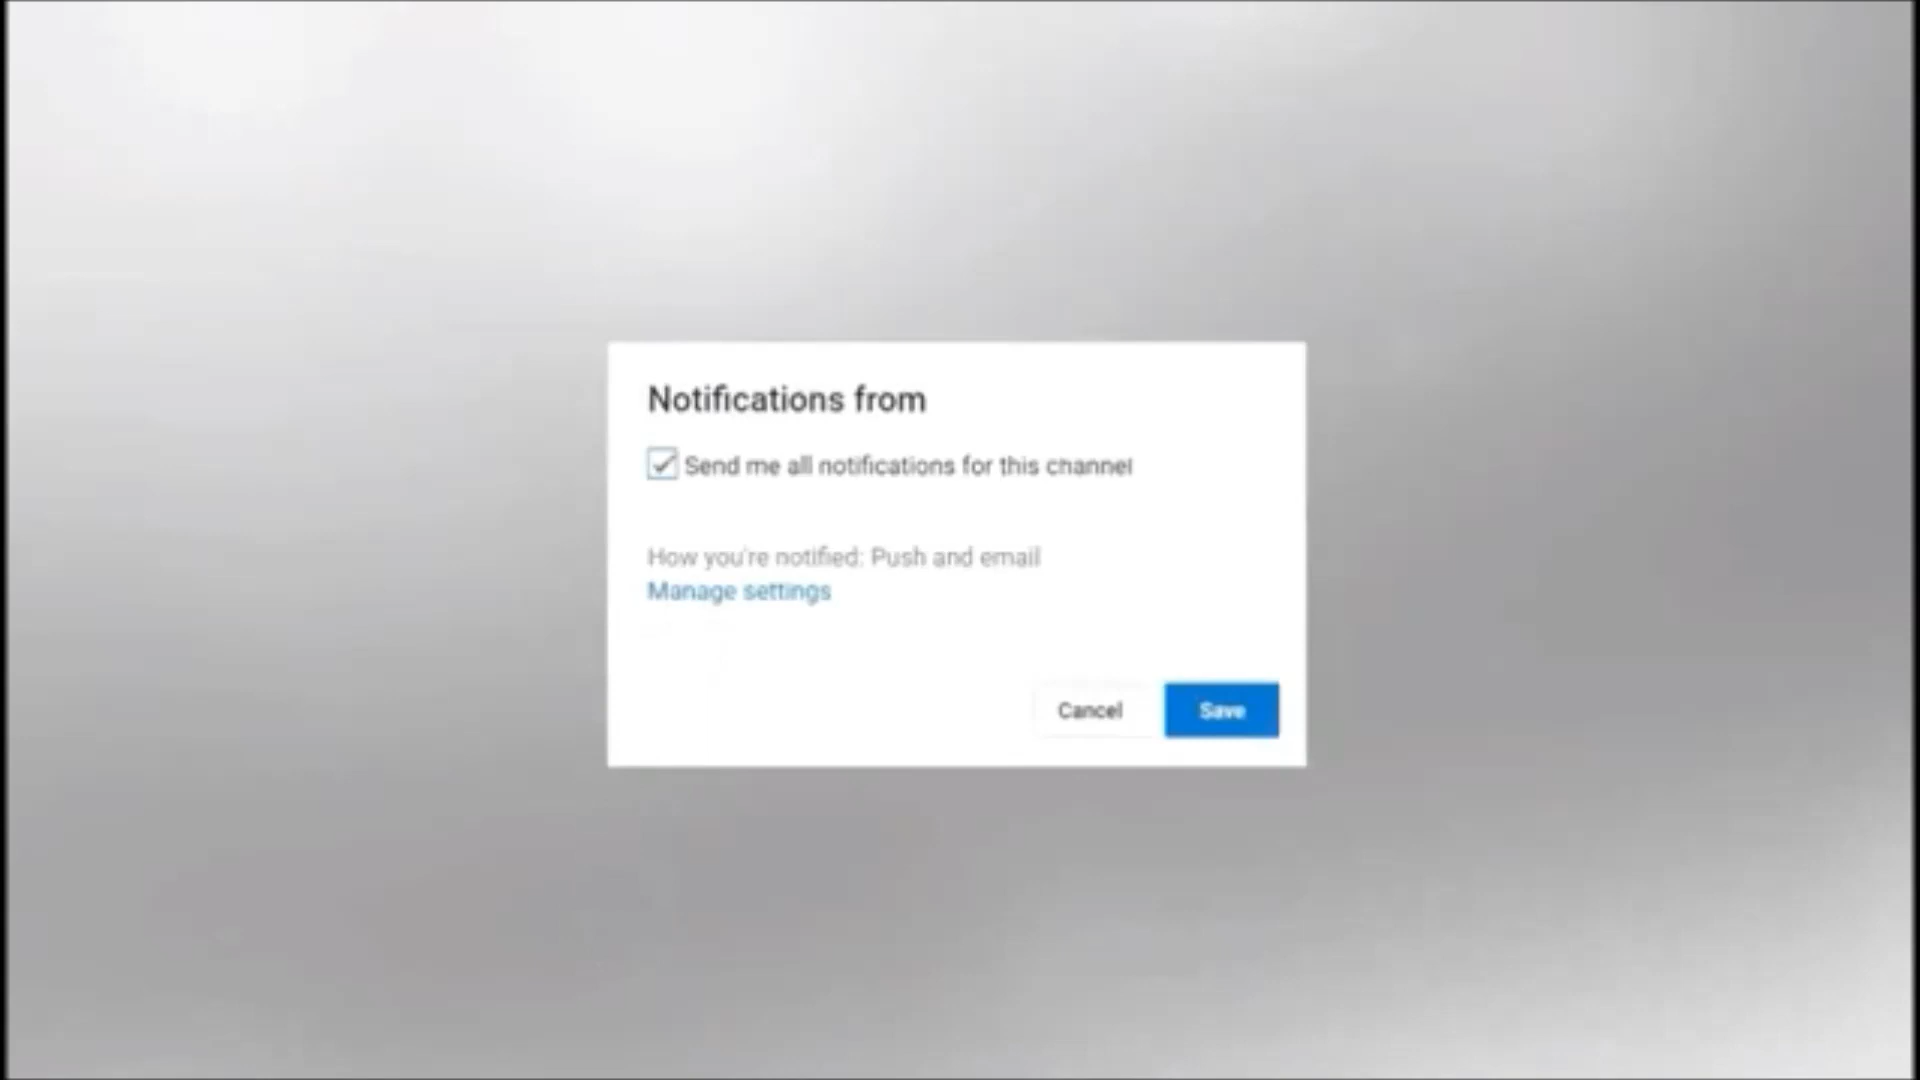 Notifications from
Send me all notifications for this channel
How you're notified: Push and email
Manage settings
Cancel
Save